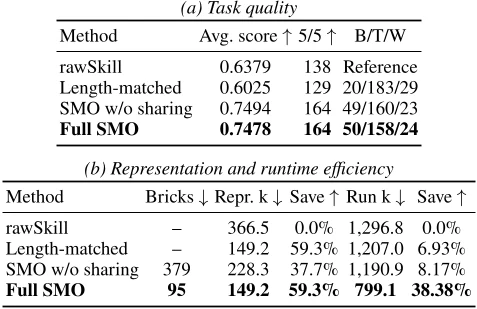 (a) Task quality
Method Avg. score ↑ 5/5 ↑ B/T/W
rawSkill 0.6379 138 Reference
Length-matched 0.6025 129 20/183/29
SMO w/o sharing 0.7494 164 49/160/23
Full SMO 0.7478 164 50/158/24
(b) Representation and runtime efficiency
Method Bricks ↓ Repr. k ↓ Save ↑ Run k ↓ Save ↑
rawSkill – 366.5 0.0% 1,296.8 0.0%
Length-matched – 149.2 59.3% 1,207.0 6.93%
SMO w/o sharing 379 228.3 37.7% 1,190.9 8.17%
Full SMO 95 149.2 59.3% 799.1 38.38%